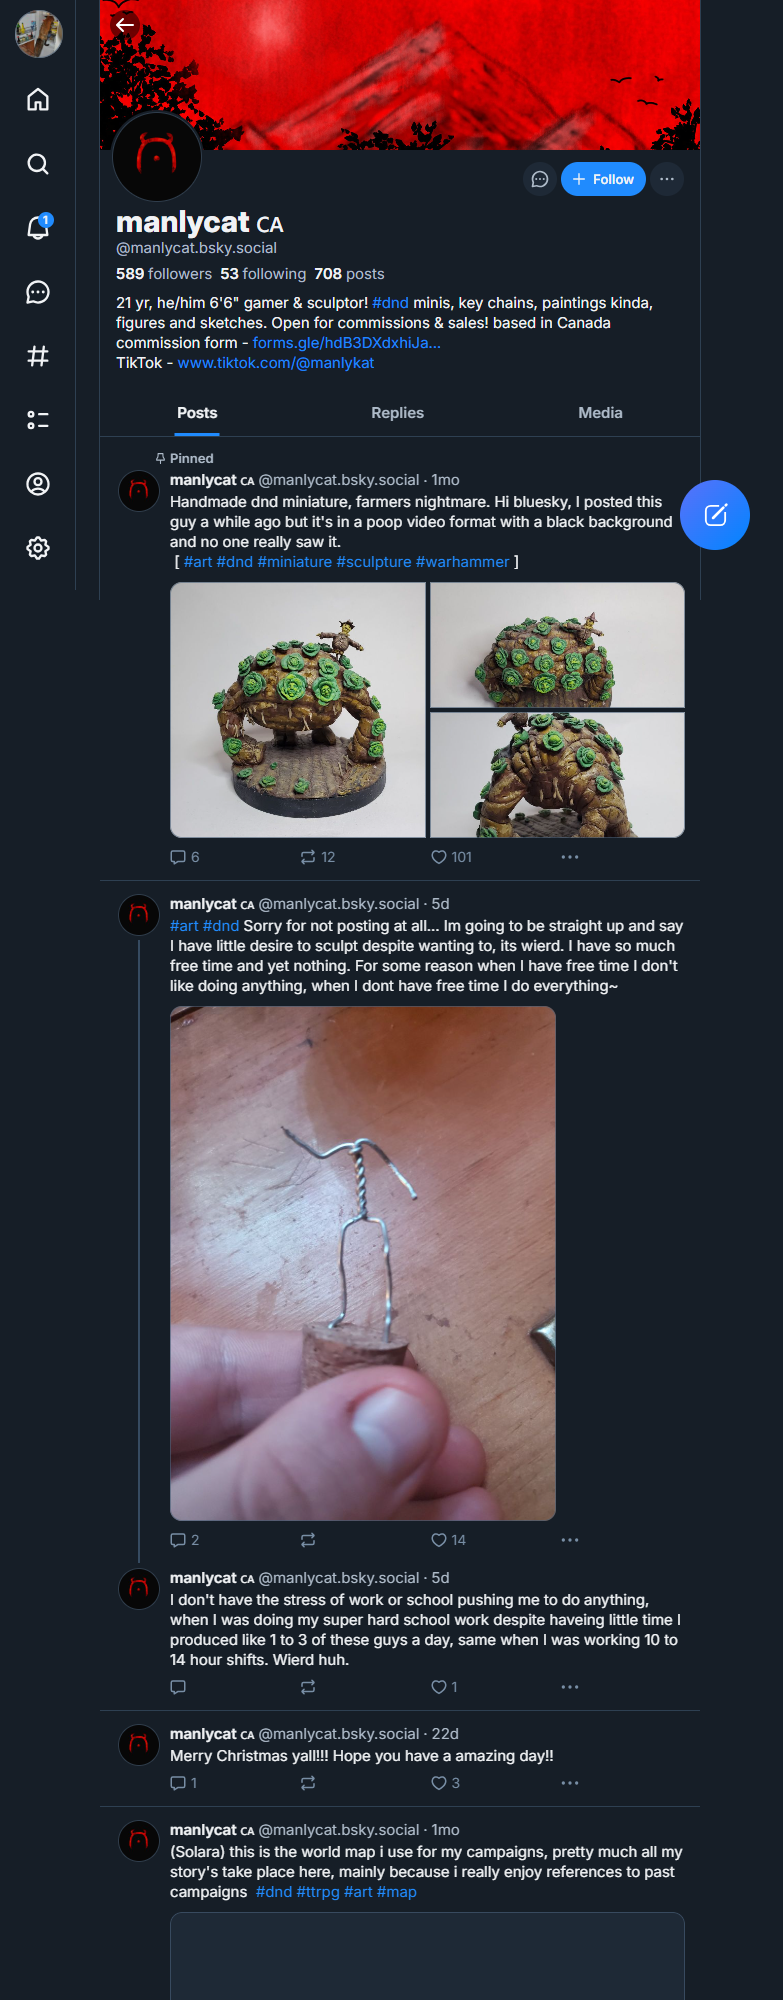 1
Follow
manlycat 🇨🇦
@manlycat.bsky.social
589 followers 53 following 708 posts
21 yr, he/him 6'6" gamer & sculptor! #dnd minis, key chains, paintings kinda,
figures and sketches. Open for commissions & sales! based in Canada
commission form - forms.gle/hdB3DXdxhiJa...
TikTok - www.tiktok.com/@manlykat
Posts Replies Media
Pinned
manlycat 🇨🇦 @manlycat.bsky.social · 1mo
Handmade dnd miniature, farmers nightmare. Hi bluesky, I posted this
guy a while ago but it's in a poop video format with a black background
and no one really saw it.
[ #art #dnd #miniature #sculpture #warhammer ]
6 12 101
manlycat 🇨🇦 @manlycat.bsky.social · 5d
#art #dnd Sorry for not posting at all... Im going to be straight up and say
I have little desire to sculpt despite wanting to, its wierd. I have so much
free time and yet nothing. For some reason when I have free time I don't
like doing anything, when I dont have free time I do everything~
2 14
manlycat 🇨🇦 @manlycat.bsky.social · 5d
I don't have the stress of work or school pushing me to do anything,
when I was doing my super hard school work despite haveing little time I
produced like 1 to 3 of these guys a day, same when I was working 10 to
14 hour shifts. Wierd huh.
1
manlycat 🇨🇦 @manlycat.bsky.social · 22d
Merry Christmas yall!!! Hope you have a amazing day!!
1 3
manlycat 🇨🇦 @manlycat.bsky.social · 1mo
(Solara) this is the world map i use for my campaigns, pretty much all my
story's take place here, mainly because i really enjoy references to past
campaigns #dnd #ttrpg #art #map